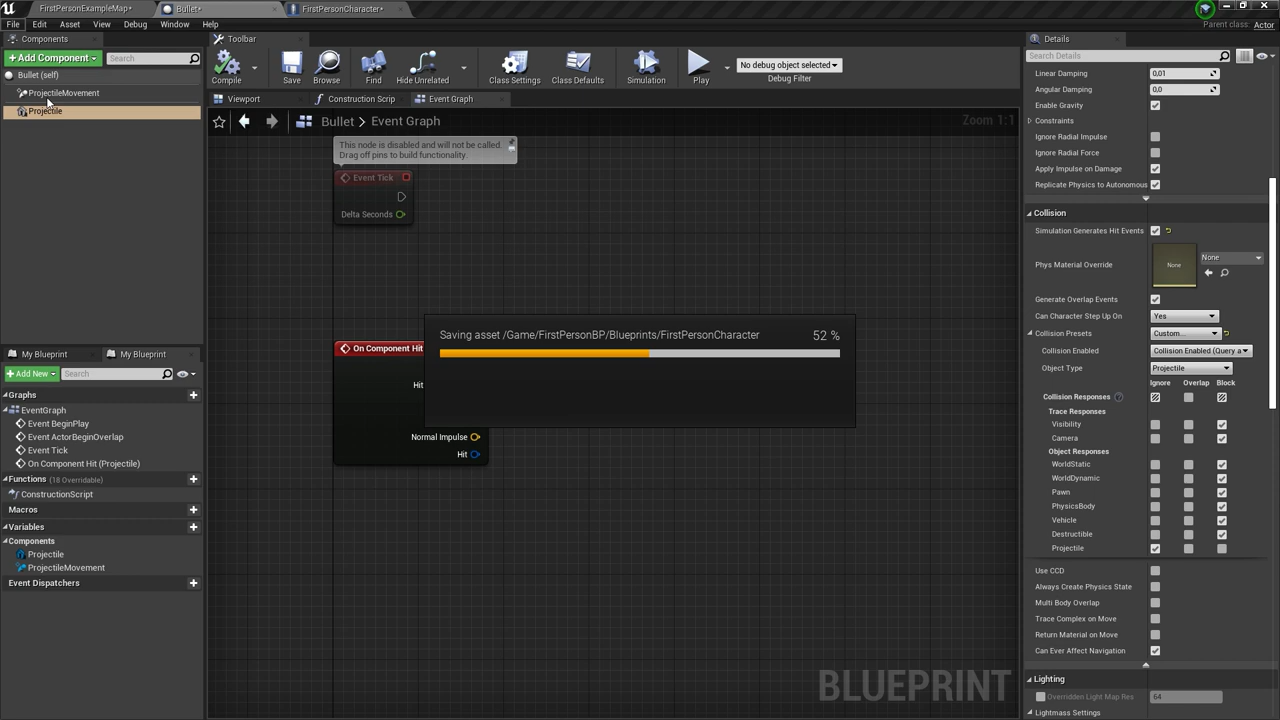 FirstPersonExampleMap•
Bullet•
FirstPersonCharacter•
File Edit Asset View Debug Window Help
Parent class: Actor
Components
+Add Component
Search
Bullet (self)
ProjectileMovement
Projectile
Toolbar
Compile
Save
Browse
Find
Hide Unrelated
Class Settings
Class Defaults
Simulation
Play
No debug object selected
Debug Filter
Viewport
Construction Scrip
Event Graph
Bullet > Event Graph
Zoom 1:1
This node is disabled and will not be called.
Drag off pins to build functionality.
Event Tick
Delta Seconds
On Component Hit
Hit
Normal Impulse
Hit
Saving asset /Game/FirstPersonBP/Blueprints/FirstPersonCharacter 52 %
BLUEPRINT
My Blueprint
My Blueprint
+Add New
Search
Graphs
EventGraph
Event BeginPlay
Event ActorBeginOverlap
Event Tick
On Component Hit (Projectile)
Functions (18 Overridable)
ConstructionScript
Macros
Variables
Components
Projectile
ProjectileMovement
Event Dispatchers
Details
Search Details
Linear Damping 0,01
Angular Damping 0,0
Enable Gravity
Constraints
Ignore Radial Impulse
Ignore Radial Force
Apply Impulse on Damage
Replicate Physics to Autonomous
Collision
Simulation Generates Hit Events
Phys Material Override None None
Generate Overlap Events
Can Character Step Up On Yes
Collision Presets Custom...
Collision Enabled Collision Enabled (Query a
Object Type Projectile
Ignore Overlap Block
Collision Responses ?
Trace Responses
Visibility
Camera
Object Responses
WorldStatic
WorldDynamic
Pawn
PhysicsBody
Vehicle
Destructible
Projectile
Use CCD
Always Create Physics State
Multi Body Overlap
Trace Complex on Move
Return Material on Move
Can Ever Affect Navigation
Lighting
Overridden Light Map Res 64
Lightmass Settings